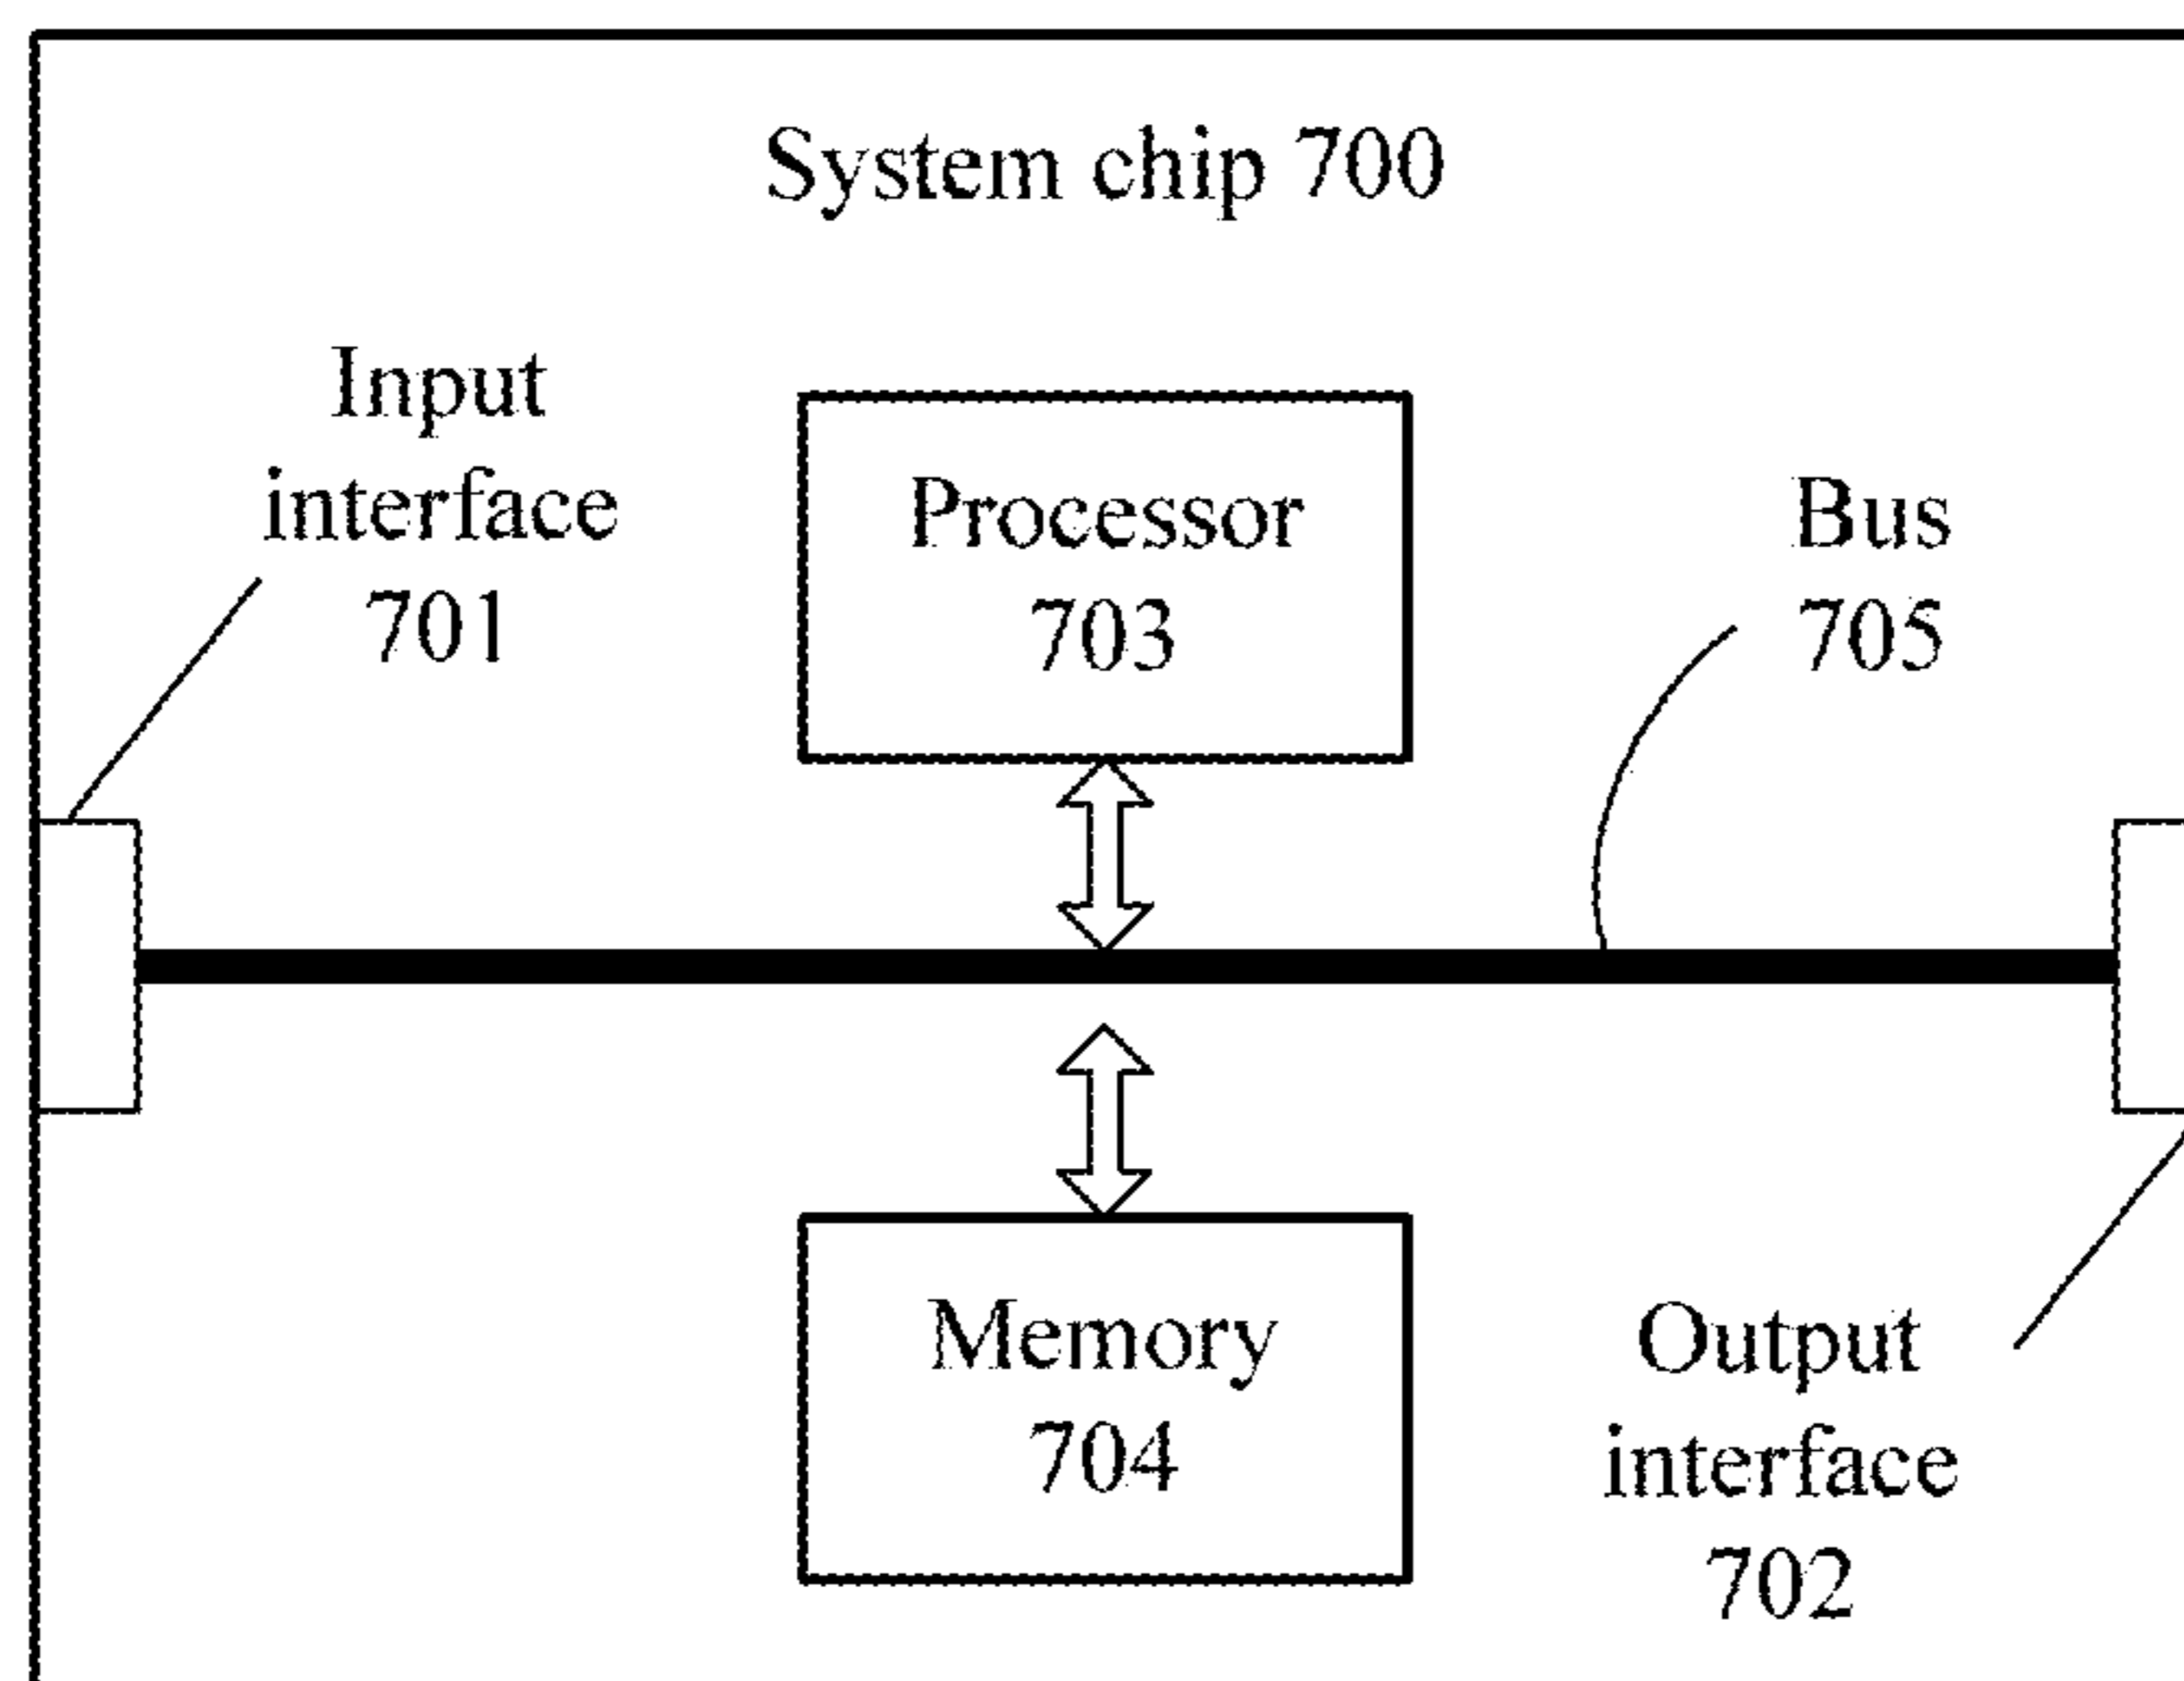 System chip 700
Input
interface
701
Processor
703
Bus
705
Memory
704
Output
interface
702